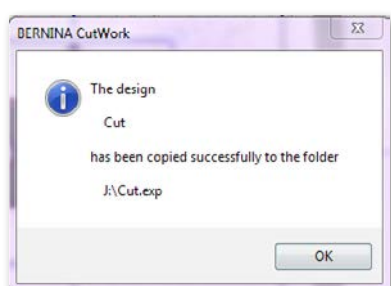 BERNINA CutWork
The design
Cut
has been copied successfully to the folder
J:\Cut.exp
OK